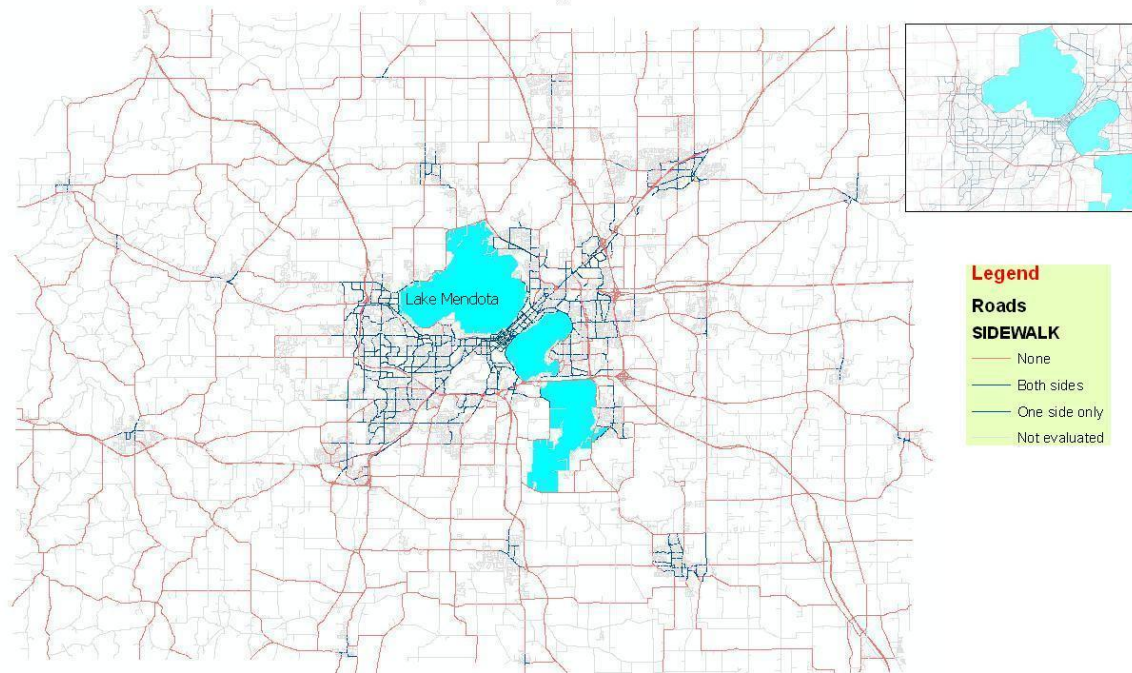 Lake Mendota
Legend
Roads
SIDEWALK
None
Both sides
One side only
Not evaluated